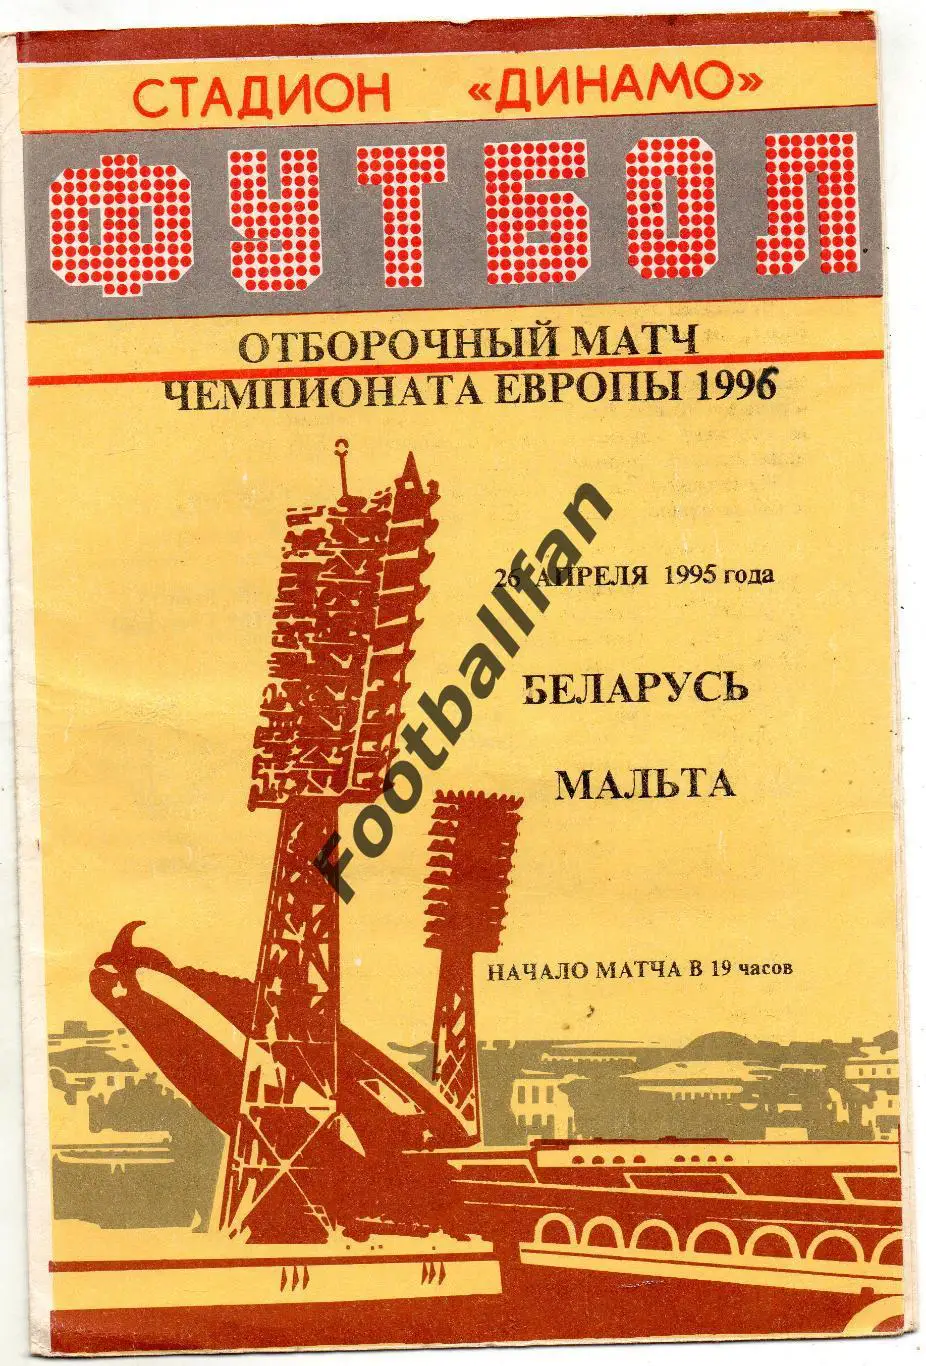 СТАДИОН «ДИНАМО»
ФУТБОЛ
ОТБОРОЧНЫЙ МАТЧ
ЧЕМПИОНАТА ЕВРОПЫ 1996
26 АПРЕЛЯ 1995 года
БЕЛАРУСЬ
МАЛЬТА
НАЧАЛО МАТЧА В 19 часов
Footballfan